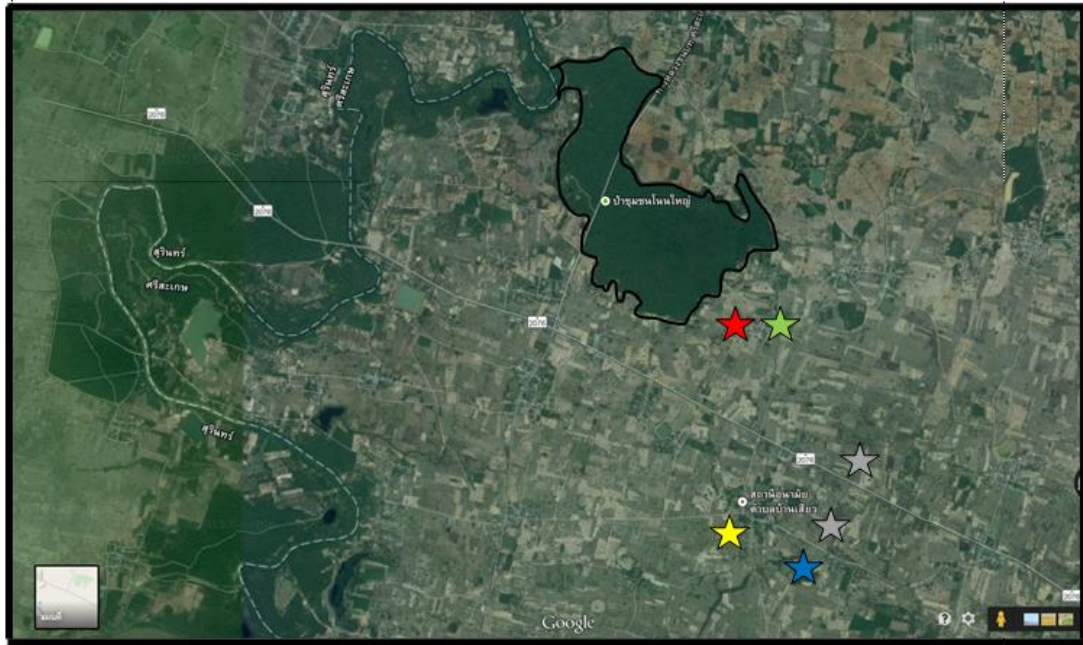 สุรินทร์
ศรีสะเกษ
2076
2076
ป่าชุมชนโนนใหญ่
สุรินทร์
ศรีสะเกษ
2076
สุรินทร์
2076
สถานีอนามัย
ตำบลบ้านเสียว
2076
แผนที่
Google